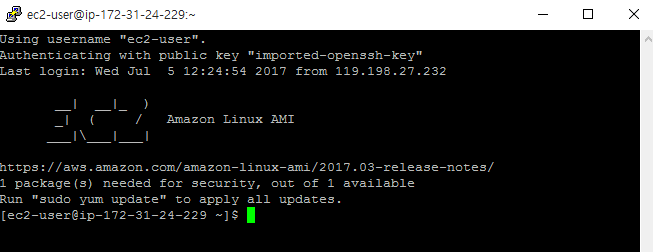 ec2-user@ip-172-31-24-229:~
Using username "ec2-user".
Authenticating with public key "imported-openssh-key"
Last login: Wed Jul  5 12:24:54 2017 from 119.198.27.232
       __|  __|_  )
       _|  (     /   Amazon Linux AMI
      ___|\___|___|
https://aws.amazon.com/amazon-linux-ami/2017.03-release-notes/
1 package(s) needed for security, out of 1 available
Run "sudo yum update" to apply all updates.
[ec2-user@ip-172-31-24-229 ~]$